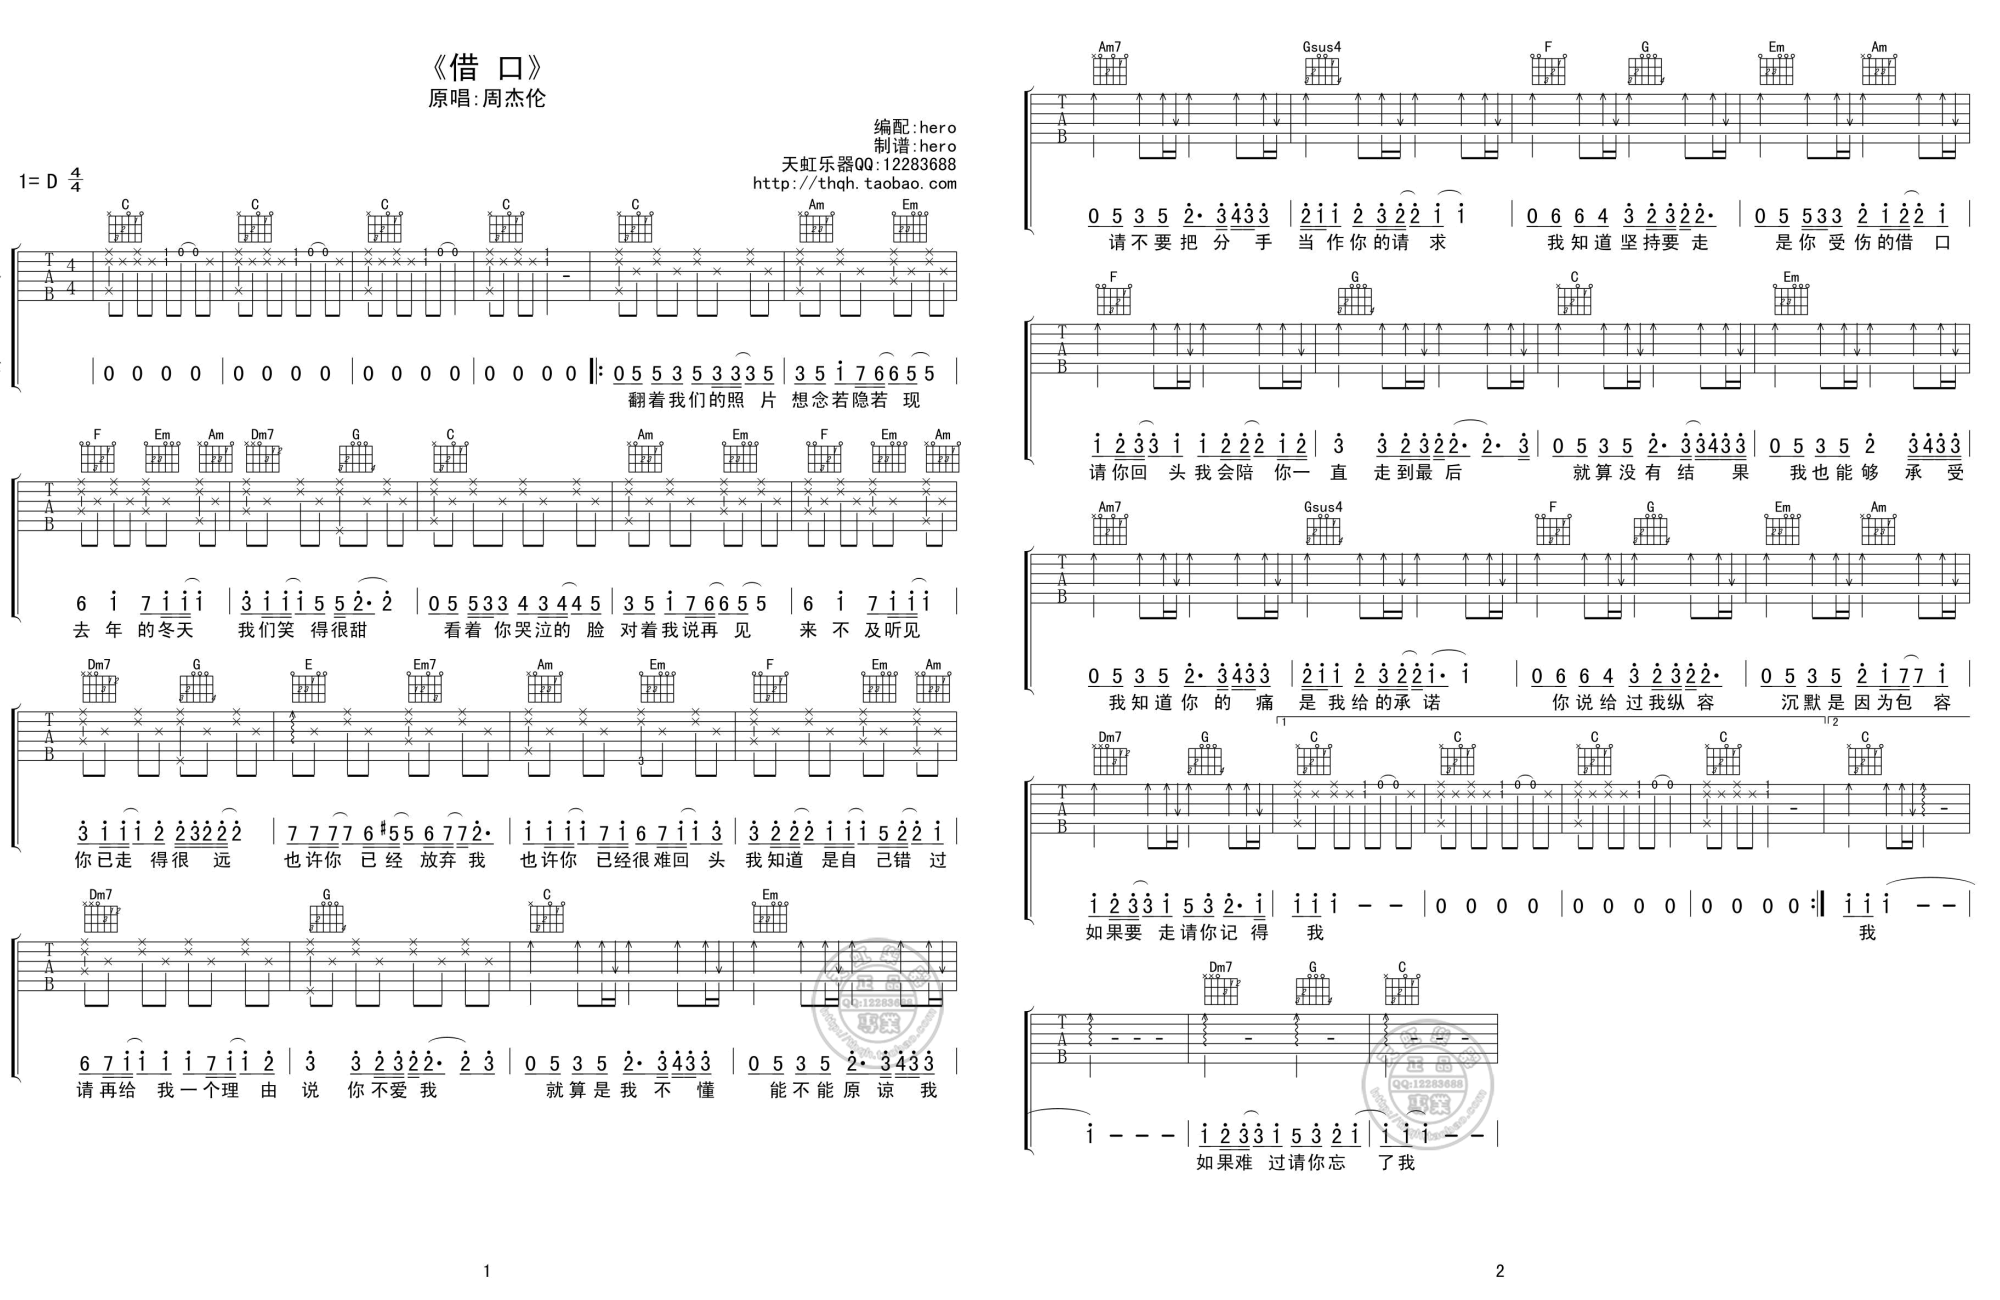 《借 口》
原唱:周杰伦
编配:hero
制谱:hero
天虹乐器QQ:12283688
http://thqh.taobao.com
1= D 4/4
C C C C C Am Em
T A B 4 4
0 0 0 0 0 0 0 0 0 0 0 0 0 0 0 0 0 5 5 3 5 3 3 3 5 3 5 i 7 6 6 5 5
翻着我们的照 片 想念若隐若 现
F Em Am Dm7 G C Am Em F Em Am
T A B
6 i 7 i i i 3 i i i 5 5 2· 2 0 5 5 3 3 4 3 4 4 5 3 5 i 7 6 6 5 5 6 i 7 i i i
去 年 的冬天 我们笑 得很甜 看着 你哭泣的 脸 对着我说再 见 来 不 及听见
Dm7 G E Em7 Am Em F Em Am
T A B
3 i i i 2 2 3 2 2 2 7 7 7 7 6 #5 5 6 7 7 2· i i i i 7 i 6 7 i i 3 3 2 2 2 i i i 5 2 2 i
你已走 得很 远 也许你 已经 放弃 我 也许你 已经很难回 头 我知道 是自 己错 过
Dm7 G C Em
T A B
6 7 i i i i 7 i i 2 3 3 2 3 2 2· 2 3 0 5 3 5 2· 3 4 3 3 0 5 3 5 2· 3 4 3 3
请再给 我一个理 由 说 你不爱我 就算是我 不 懂 能不能原 谅 我
1
Am7 Gsus4 F G Em Am
T A B
0 5 3 5 2· 3 4 3 3 2 i i 2 3 2 2 i i 0 6 6 4 3 2 3 2 2· 0 5 5 3 3 2 i 2 2 i
请不要把 分 手 当作你的请 求 我知道坚持要 走 是你受伤的借 口
F G C Em
T A B
i 2 3 3 i i 2 2 2 i 2 3 3 2 3 2 2· 2· 3 0 5 3 5 2· 3 3 4 3 3 0 5 3 5 2 3 4 3 3
请你回 头我会陪 你一 直 走到最后 就算没有 结 果 我也能够 承 受
Am7 Gsus4 F G Em Am
T A B
0 5 3 5 2· 3 4 3 3 2 i i 2 3 2 2 i· i 0 6 6 4 3 2 3 2 2· 0 5 3 5 2 i 7 7 i
我知道你 的 痛 是我给的承 诺 你说给过我纵 容 沉默是因为包 容
1 2
Dm7 G C C C C C
T A B
i 2 3 3 i 5 3 2· i i i i － － 0 0 0 0 0 0 0 0 0 0 0 0 i i i － －
如果要 走请你记 得 我 我
Dm7 G C
T A B
i － － － i 2 3 3 i 5 3 2 i i i i － －
如果难 过请你忘 了我
2